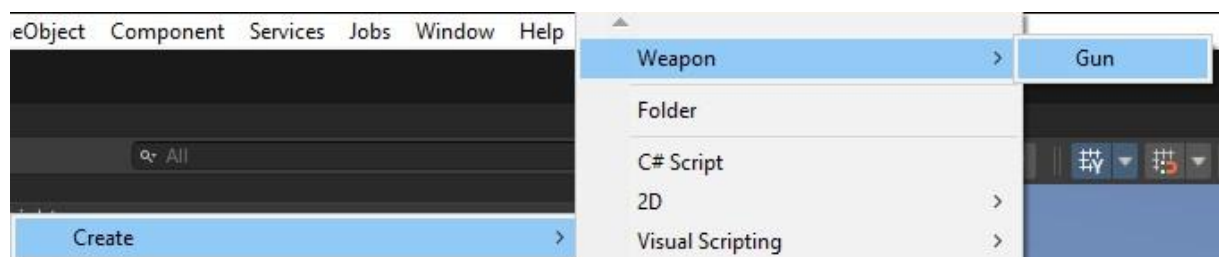 eObject Component Services Jobs Window Help
Weapon
Gun
Folder
All
C# Script
2D
Create
Visual Scripting